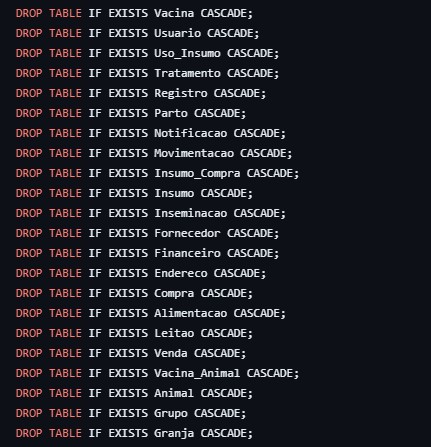 DROP TABLE IF EXISTS Vacina CASCADE;
DROP TABLE IF EXISTS Usuario CASCADE;
DROP TABLE IF EXISTS Uso_Insumo CASCADE;
DROP TABLE IF EXISTS Tratamento CASCADE;
DROP TABLE IF EXISTS Registro CASCADE;
DROP TABLE IF EXISTS Parto CASCADE;
DROP TABLE IF EXISTS Notificacao CASCADE;
DROP TABLE IF EXISTS Movimentacao CASCADE;
DROP TABLE IF EXISTS Insumo_Compra CASCADE;
DROP TABLE IF EXISTS Insumo CASCADE;
DROP TABLE IF EXISTS Inseminacao CASCADE;
DROP TABLE IF EXISTS Fornecedor CASCADE;
DROP TABLE IF EXISTS Financeiro CASCADE;
DROP TABLE IF EXISTS Endereco CASCADE;
DROP TABLE IF EXISTS Compra CASCADE;
DROP TABLE IF EXISTS Alimentacao CASCADE;
DROP TABLE IF EXISTS Leitao CASCADE;
DROP TABLE IF EXISTS Venda CASCADE;
DROP TABLE IF EXISTS Vacina_Animal CASCADE;
DROP TABLE IF EXISTS Animal CASCADE;
DROP TABLE IF EXISTS Grupo CASCADE;
DROP TABLE IF EXISTS Granja CASCADE;